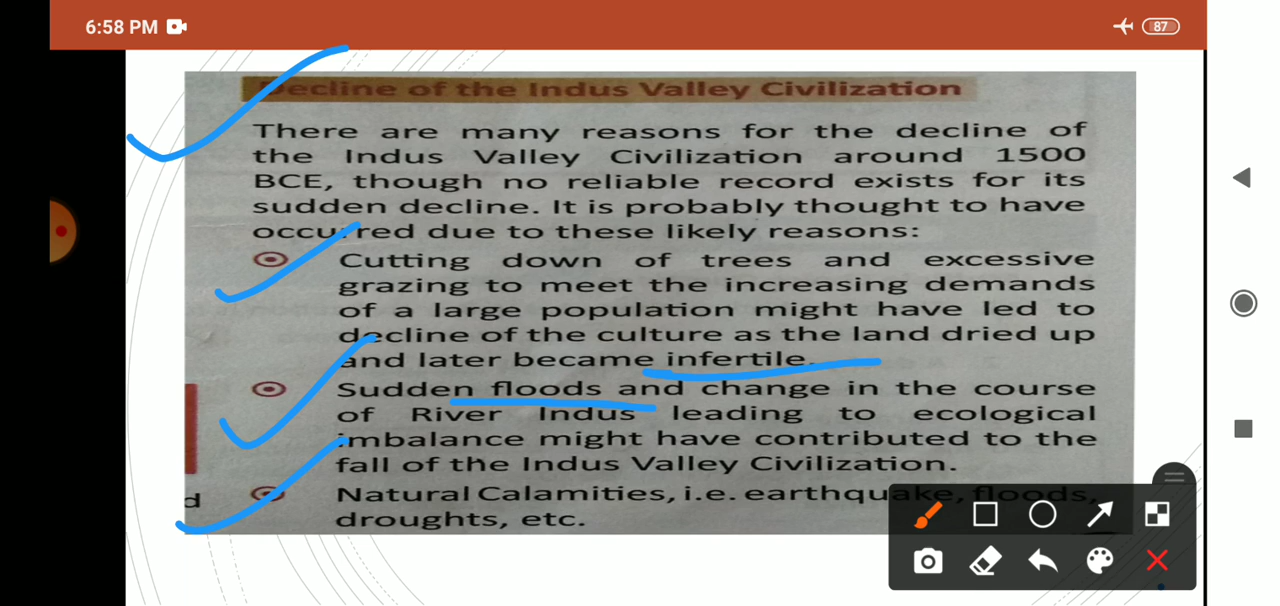 6:58 PM
87
Decline of the Indus Valley Civilization
There are many reasons for the decline of
the Indus Valley Civilization around 1500
BCE, though no reliable record exists for its
sudden decline. It is probably thought to have
occurred due to these likely reasons:
Cutting down of trees and excessive
grazing to meet the increasing demands
of a large population might have led to
decline of the culture as the land dried up
and later became infertile.
Sudden floods and change in the course
of River Indus leading to ecological
imbalance might have contributed to the
fall of the Indus Valley Civilization.
d
Natural Calamities, i.e. earthquake, floods,
droughts, etc.